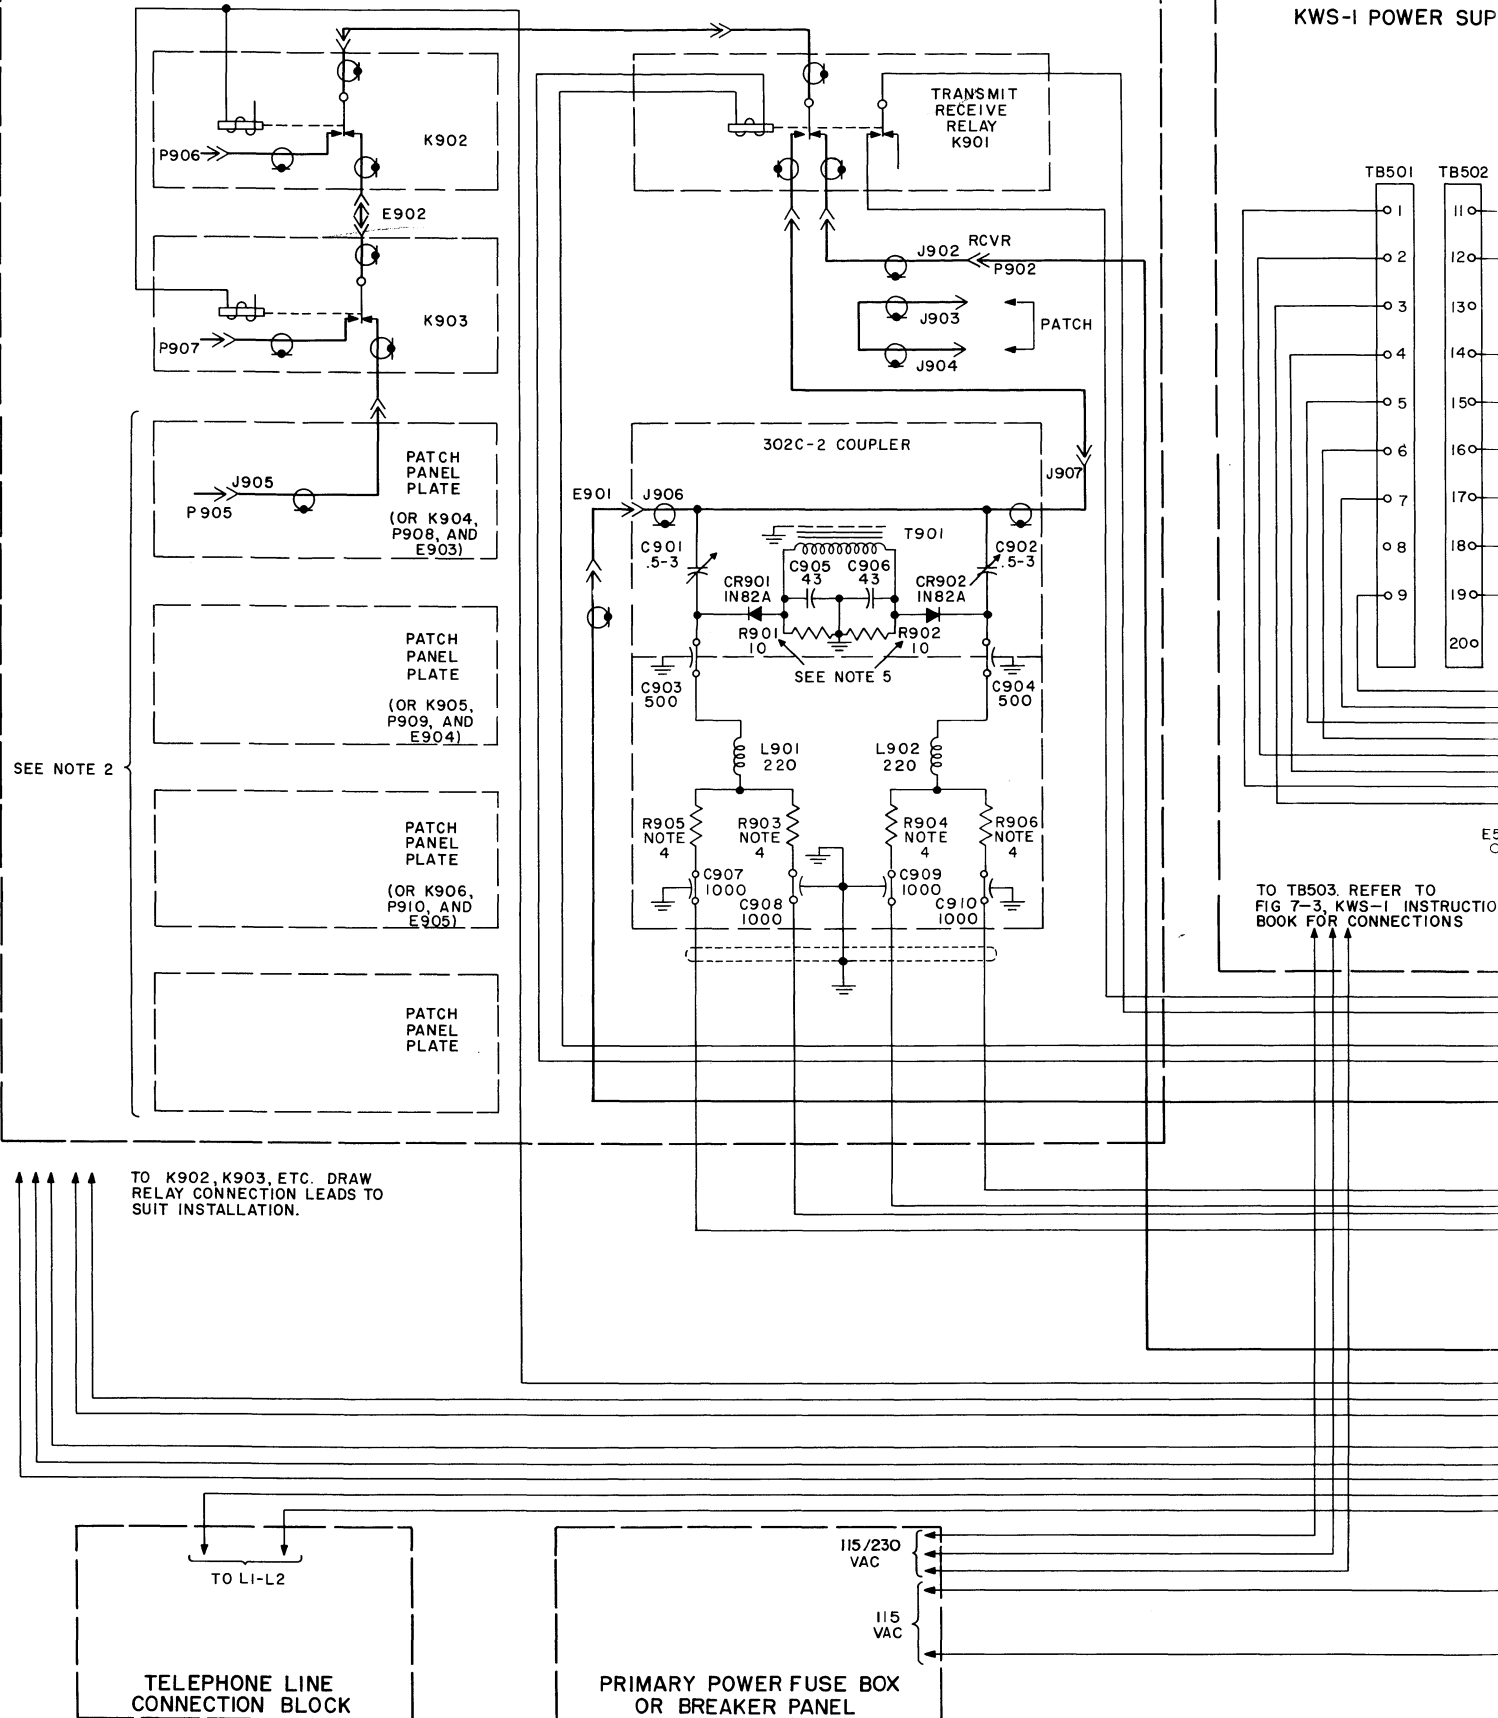 KWS-1 POWER SUP
K902
P906
E902
K903
P907
PATCH
PANEL
PLATE
J905
P905
(OR K904,
P908, AND
E903)
PATCH
PANEL
PLATE
(OR K905,
P909, AND
E904)
SEE NOTE 2
PATCH
PANEL
PLATE
(OR K906,
P910, AND
E905)
PATCH
PANEL
PLATE
TO K902, K903, ETC. DRAW
RELAY CONNECTION LEADS TO
SUIT INSTALLATION.
TRANSMIT
RECEIVE
RELAY
K901
J902
RCVR
P902
J903
J904
PATCH
302C-2 COUPLER
J907
E901
J906
T901
C901
.5-3
C902
.5-3
C905
43
C906
43
CR901
1N82A
CR902
1N82A
R901
10
R902
10
SEE NOTE 5
C903
500
C904
500
L901
220
L902
220
R905
NOTE
4
R903
NOTE
4
R904
NOTE
4
R906
NOTE
4
C907
1000
C908
1000
C909
1000
C910
1000
TB501
TB502
1
2
3
4
5
6
7
8
9
11
12
13
14
15
16
17
18
19
20
E5
TO TB503. REFER TO
FIG 7-3, KWS-1 INSTRUCTIO
BOOK FOR CONNECTIONS
TO L1-L2
TELEPHONE LINE
CONNECTION BLOCK
115/230
VAC
115
VAC
PRIMARY POWER FUSE BOX
OR BREAKER PANEL